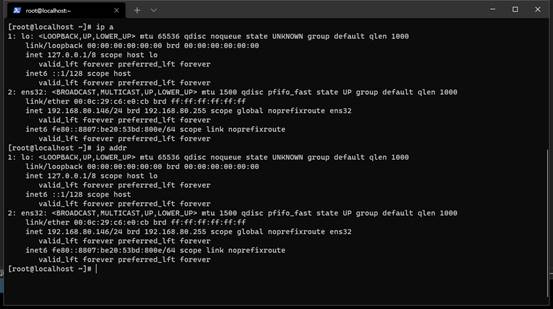 root@localhost:~
[root@localhost ~]# ip a
1: lo: <LOOPBACK,UP,LOWER_UP> mtu 65536 qdisc noqueue state UNKNOWN group default qlen 1000
    link/loopback 00:00:00:00:00:00 brd 00:00:00:00:00:00
    inet 127.0.0.1/8 scope host lo
       valid_lft forever preferred_lft forever
    inet6 ::1/128 scope host
       valid_lft forever preferred_lft forever
2: ens32: <BROADCAST,MULTICAST,UP,LOWER_UP> mtu 1500 qdisc pfifo_fast state UP group default qlen 1000
    link/ether 00:0c:29:c6:e0:cb brd ff:ff:ff:ff:ff:ff
    inet 192.168.80.146/24 brd 192.168.80.255 scope global noprefixroute ens32
       valid_lft forever preferred_lft forever
    inet6 fe80::8807:be20:53bd:800e/64 scope link noprefixroute
       valid_lft forever preferred_lft forever
[root@localhost ~]# ip addr
1: lo: <LOOPBACK,UP,LOWER_UP> mtu 65536 qdisc noqueue state UNKNOWN group default qlen 1000
    link/loopback 00:00:00:00:00:00 brd 00:00:00:00:00:00
    inet 127.0.0.1/8 scope host lo
       valid_lft forever preferred_lft forever
    inet6 ::1/128 scope host
       valid_lft forever preferred_lft forever
2: ens32: <BROADCAST,MULTICAST,UP,LOWER_UP> mtu 1500 qdisc pfifo_fast state UP group default qlen 1000
    link/ether 00:0c:29:c6:e0:cb brd ff:ff:ff:ff:ff:ff
    inet 192.168.80.146/24 brd 192.168.80.255 scope global noprefixroute ens32
       valid_lft forever preferred_lft forever
    inet6 fe80::8807:be20:53bd:800e/64 scope link noprefixroute
       valid_lft forever preferred_lft forever
[root@localhost ~]#